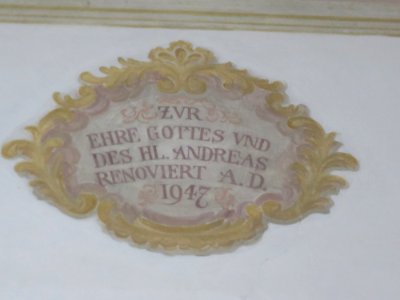 ZVR
EHRE GOTTES VND
DES HL. ANDREAS
RENOVIERT A. D.
1947